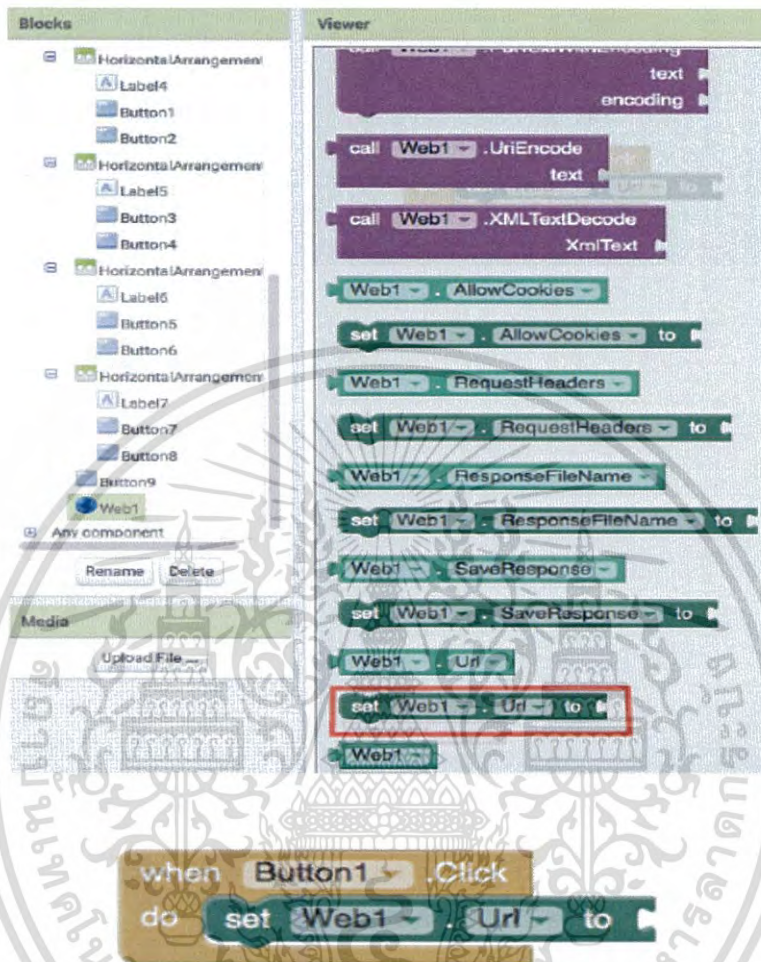 Blocks
HorizontalArrangement
Label4
Button1
Button2
HorizontalArrangement
Label5
Button3
Button4
HorizontalArrangement
Label6
Button5
Button6
HorizontalArrangement
Label7
Button7
Button8
Button9
Web1
Any component
Rename Delete
Media
Upload File ...
Viewer
text
encoding
call Web1 .UriEncode
text
call Web1 .XMLTextDecode
XmlText
Web1 . AllowCookies
set Web1 . AllowCookies to
Web1 . RequestHeaders
set Web1 . RequestHeaders to
Web1 . ResponseFileName
set Web1 . ResponseFileName to
Web1 . SaveResponse
set Web1 . SaveResponse to
Web1 . Url
set Web1 . Url to
Web1
when Button1 .Click
do set Web1 . Url to